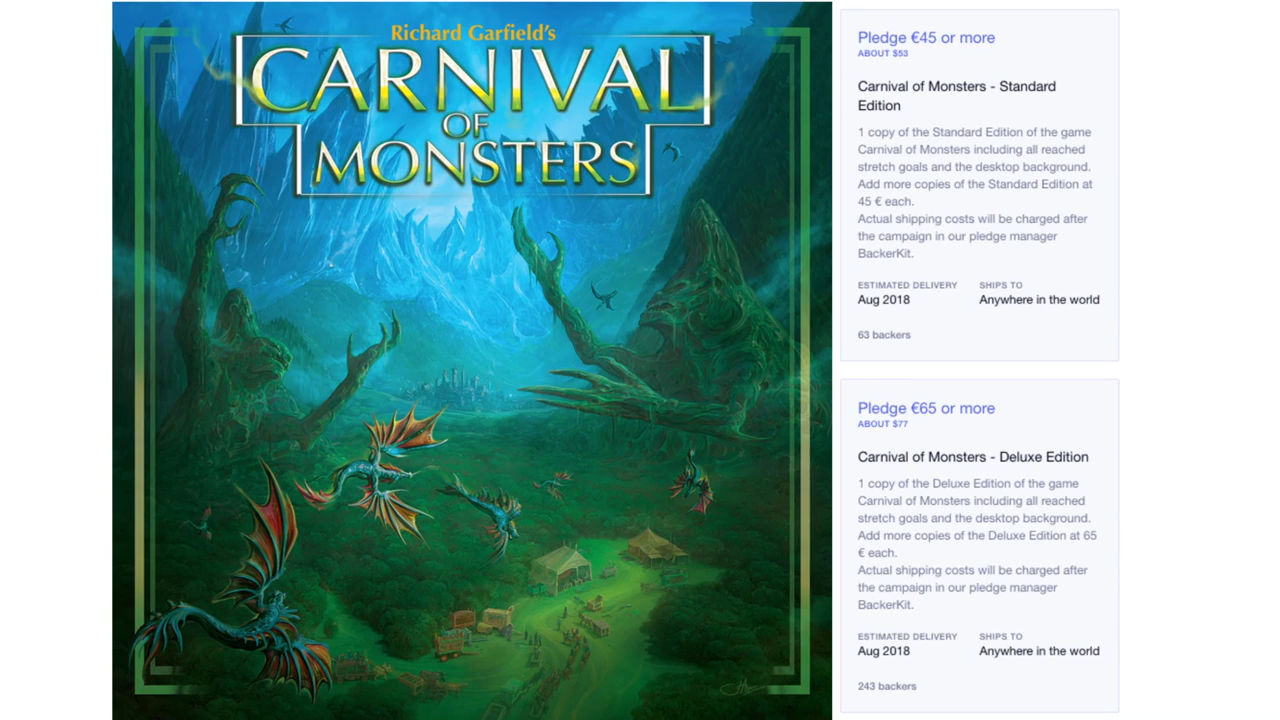 Richard Garfield's
CARNIVAL
OF
MONSTERS
Pledge €45 or more
ABOUT $53
Carnival of Monsters - Standard
Edition
1 copy of the Standard Edition of the game
Carnival of Monsters including all reached
stretch goals and the desktop background.
Add more copies of the Standard Edition at
45 € each.
Actual shipping costs will be charged after
the campaign in our pledge manager
BackerKit.
ESTIMATED DELIVERY SHIPS TO
Aug 2018 Anywhere in the world
63 backers
Pledge €65 or more
ABOUT $77
Carnival of Monsters - Deluxe Edition
1 copy of the Deluxe Edition of the game
Carnival of Monsters including all reached
stretch goals and the desktop background.
Add more copies of the Deluxe Edition at 65
€ each.
Actual shipping costs will be charged after
the campaign in our pledge manager
BackerKit.
ESTIMATED DELIVERY SHIPS TO
Aug 2018 Anywhere in the world
243 backers